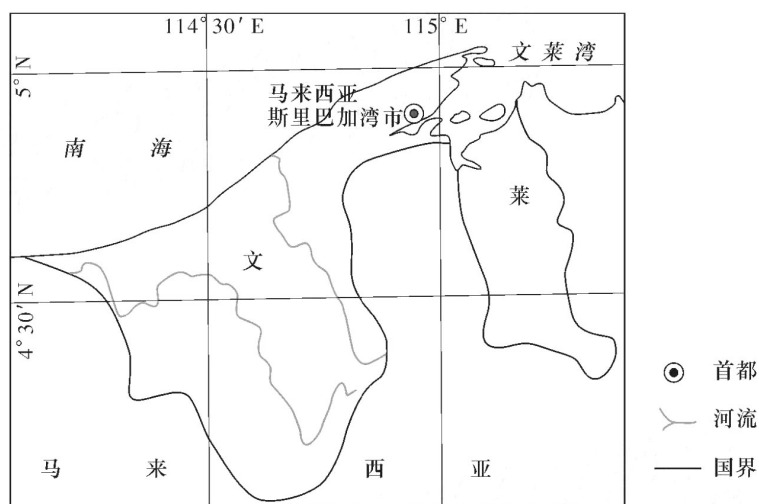 114°30′E
115°E
5°N
文莱湾
马来西亚
斯里巴加湾市
南海
莱
文
4°30′N
首都
河流
马来西亚
国界